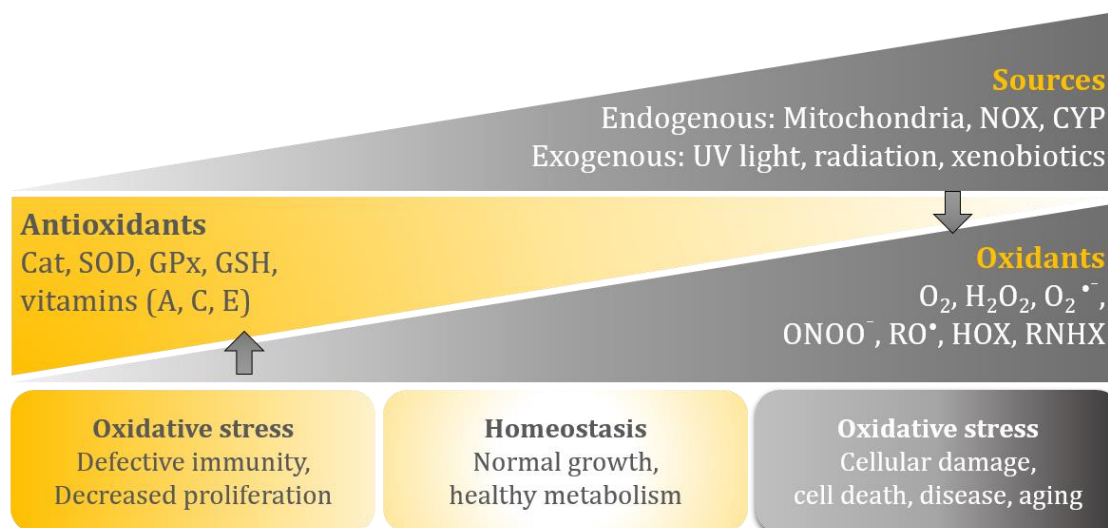 Sources
Endogenous: Mitochondria, NOX, CYP
Exogenous: UV light, radiation, xenobiotics
Antioxidants
Cat, SOD, GPx, GSH,
vitamins (A, C, E)
Oxidants
O₂, H₂O₂, O₂•⁻,
ONOO⁻, RO•, HOX, RNHX
Oxidative stress
Defective immunity,
Decreased proliferation
Homeostasis
Normal growth,
healthy metabolism
Oxidative stress
Cellular damage,
cell death, disease, aging